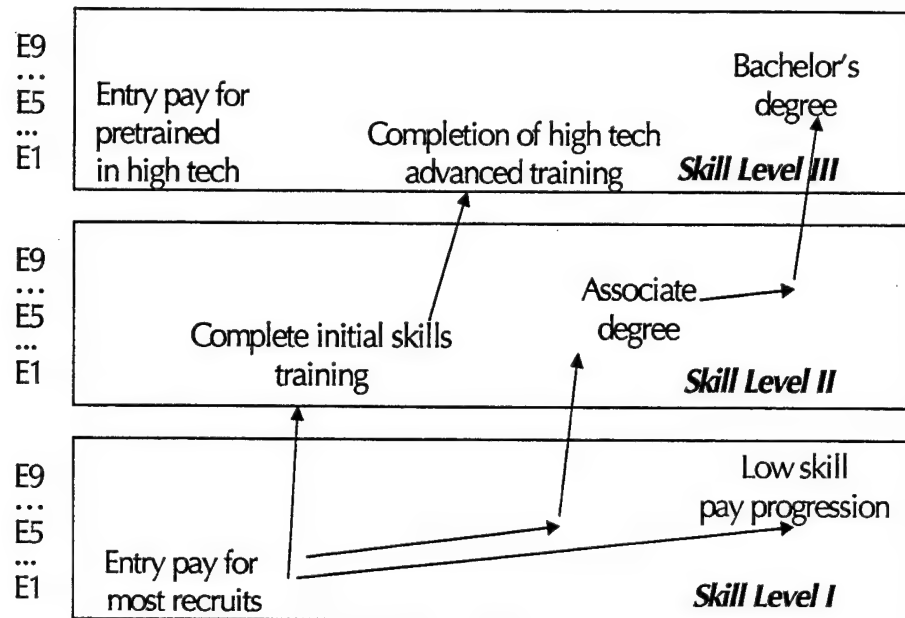 E9
...
E5
...
E1
Entry pay for
pretrained
in high tech
Completion of high tech
advanced training
Bachelor's
degree
Skill Level III
E9
...
E5
...
E1
Complete initial skills
training
Associate
degree
Skill Level II
E9
...
E5
...
E1
Entry pay for
most recruits
Low skill
pay progression
Skill Level I